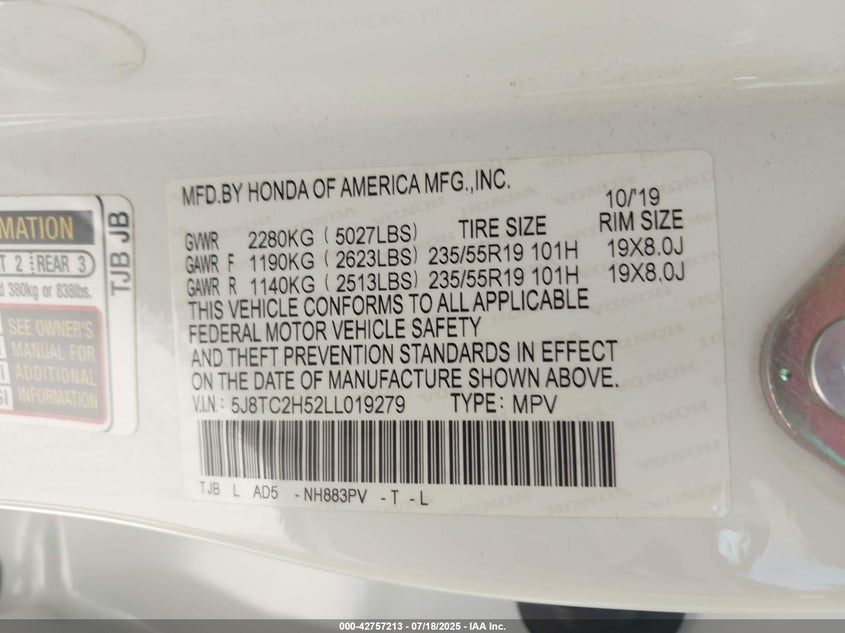 MFD.BY HONDA OF AMERICA MFG.,INC.
10/'19
GVWR 2280KG ( 5027LBS) TIRE SIZE RIM SIZE
GAWR F 1190KG ( 2623LBS) 235/55R19 101H 19X8.0J
GAWR R 1140KG ( 2513LBS) 235/55R19 101H 19X8.0J
THIS VEHICLE CONFORMS TO ALL APPLICABLE
FEDERAL MOTOR VEHICLE SAFETY
AND THEFT PREVENTION STANDARDS IN EFFECT
ON THE DATE OF MANUFACTURE SHOWN ABOVE.
V.I.N.: 5J8TC2H52LL019279 TYPE: MPV
TJB L AD5 -NH883PV -T -L
MATION
T 2 REAR 3
d 380kg or 838lbs.
SEE OWNER'S
MANUAL FOR
ADDITIONAL
INFORMATION
TJB JB
000-42757213 - 07/18/2025 - IAA Inc.